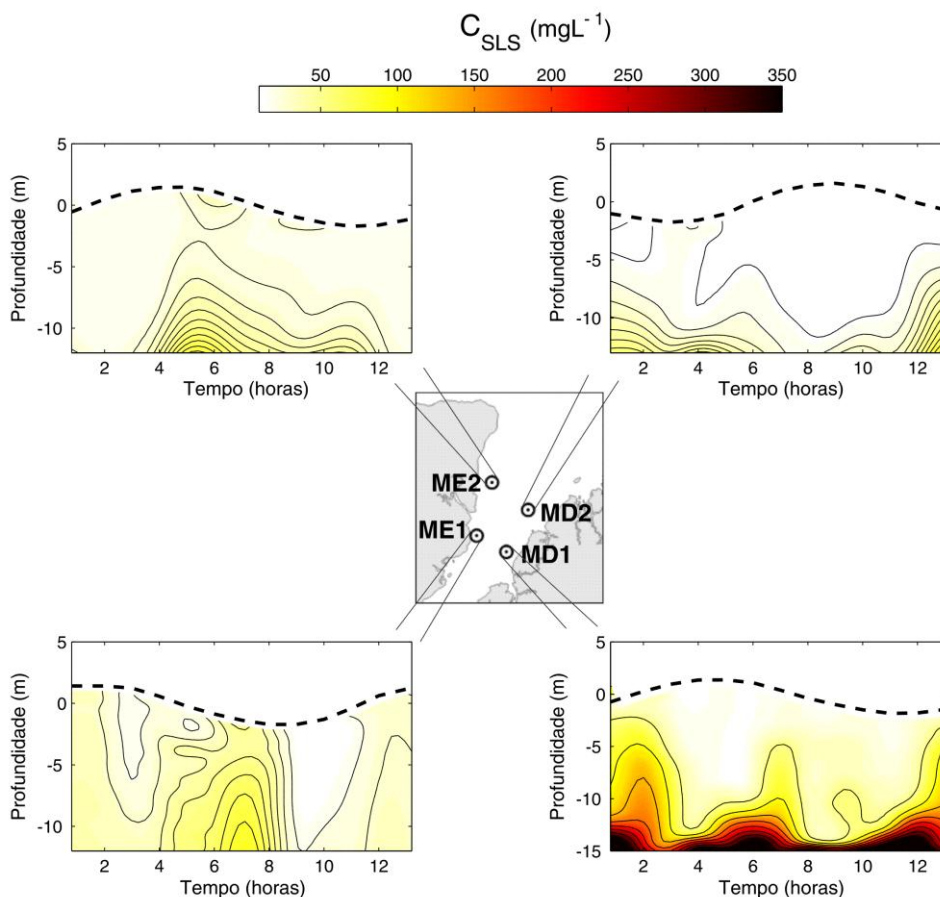 C_SLS (mgL⁻¹)
50 100 150 200 250 300 350
5
0
-5
-10
Profundidade (m)
2 4 6 8 10 12
Tempo (horas)
5
0
-5
-10
Profundidade (m)
2 4 6 8 10 12
Tempo (horas)
ME2
MD2
ME1
MD1
5
0
-5
-10
Profundidade (m)
2 4 6 8 10 12
Tempo (horas)
5
0
-5
-10
-15
Profundidade (m)
2 4 6 8 10 12
Tempo (horas)